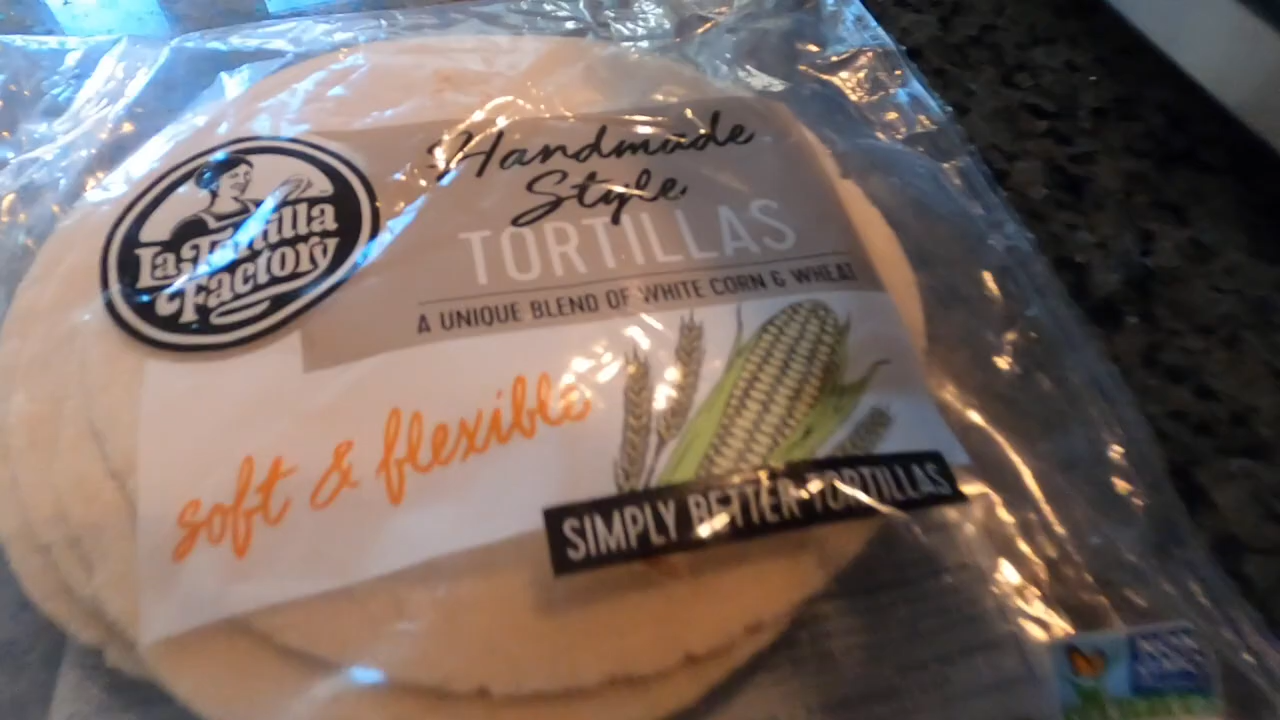 La Tortilla
Factory
Handmade
Style
TORTILLAS
A UNIQUE BLEND OF WHITE CORN & WHEAT
soft & flexible
SIMPLY BETTER TORTILLAS